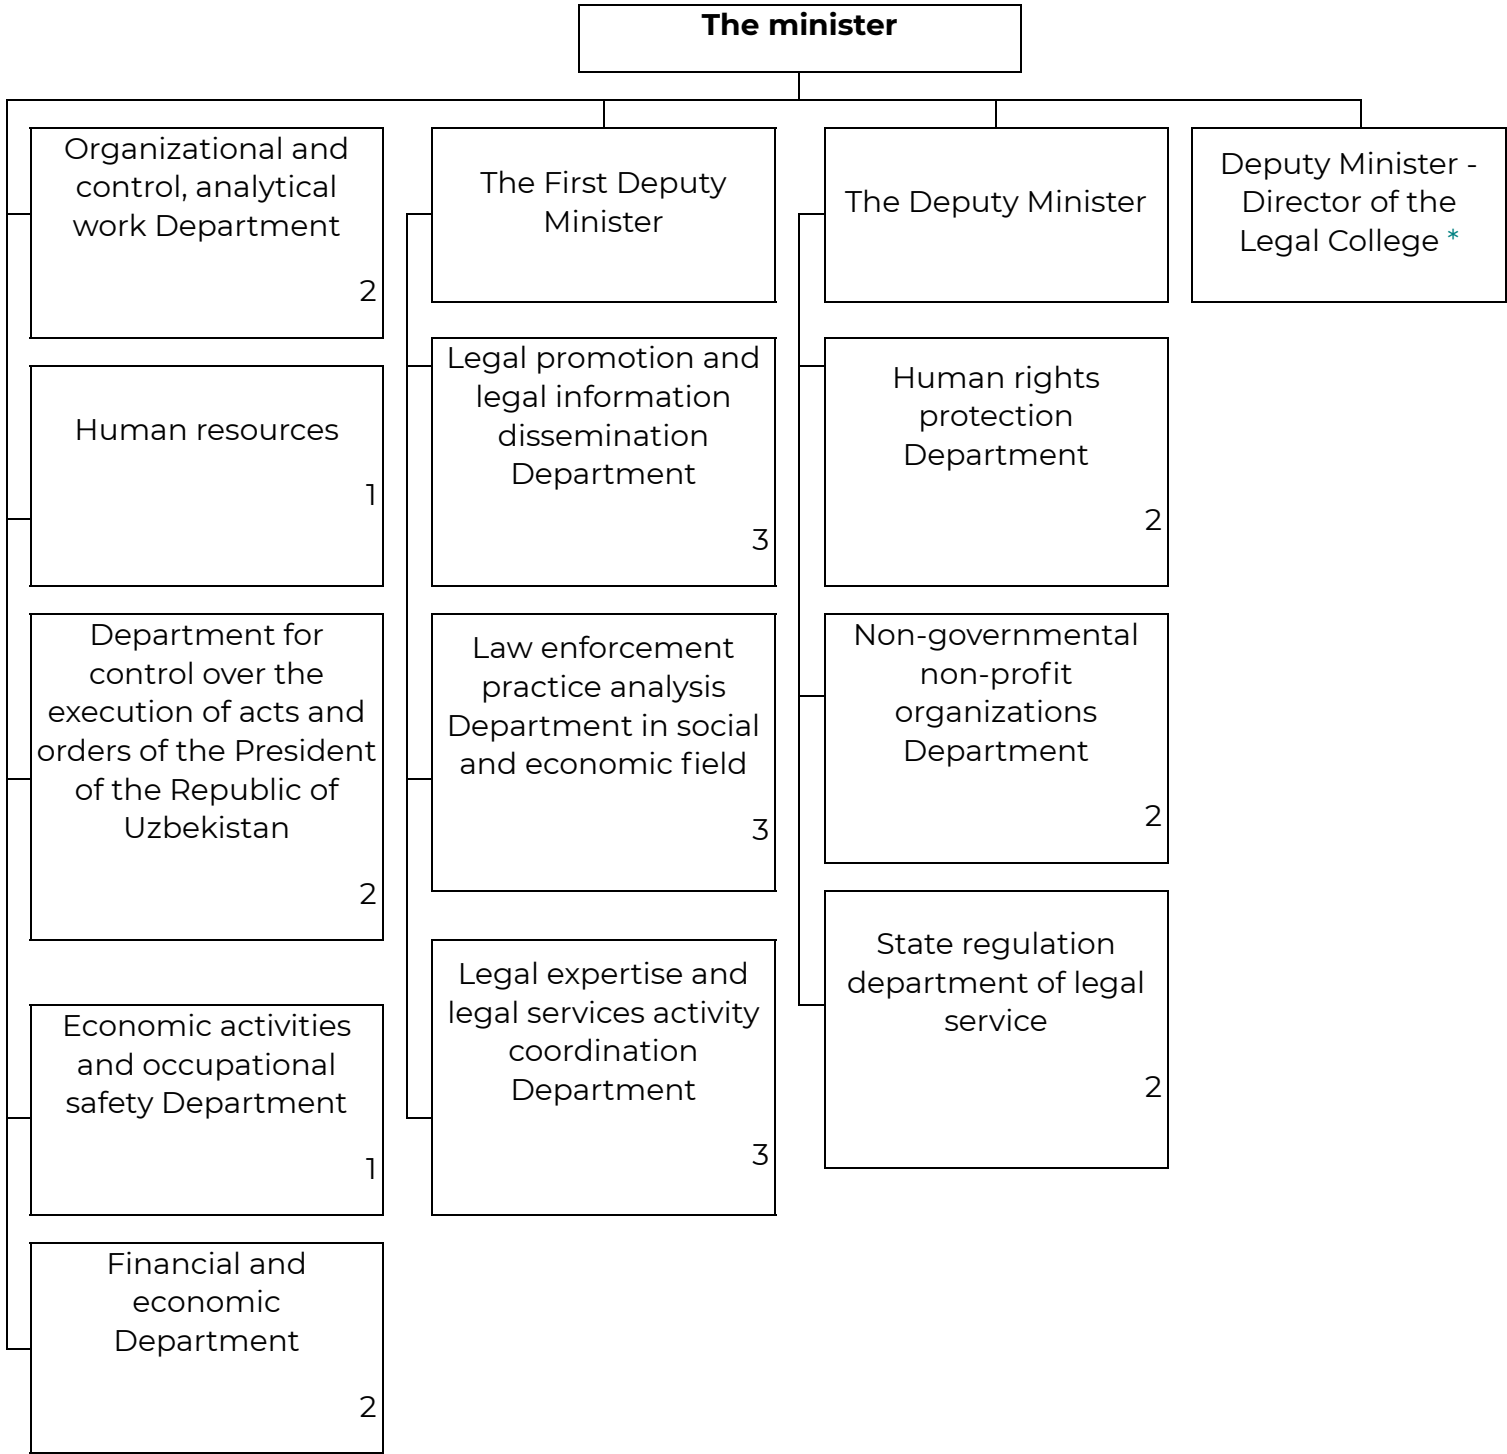 The minister
Organizational and
control, analytical
work Department
2
Human resources
1
Department for
control over the
execution of acts and
orders of the President
of the Republic of
Uzbekistan
2
Economic activities
and occupational
safety Department
1
Financial and
economic
Department
2
The First Deputy
Minister
Legal promotion and
legal information
dissemination
Department
3
Law enforcement
practice analysis
Department in social
and economic field
3
Legal expertise and
legal services activity
coordination
Department
3
The Deputy Minister
Human rights
protection
Department
2
Non-governmental
non-profit
organizations
Department
2
State regulation
department of legal
service
2
Deputy Minister -
Director of the
Legal College *